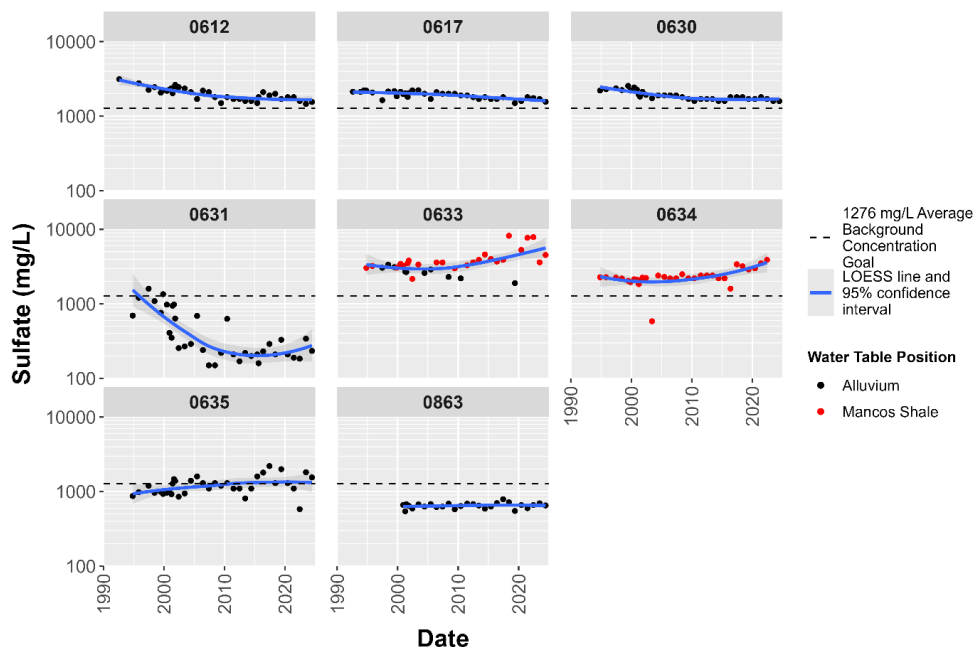 0612 0617 0630
10000
1000
100
0631 0633 0634
10000
1000
100
0635 0863
10000
1000
100
1990 2000 2010 2020
1990 2000 2010 2020
1990 2000 2010 2020
Sulfate (mg/L)
Date
1276 mg/L Average
Background
Concentration
Goal
LOESS line and
95% confidence
interval
Water Table Position
Alluvium
Mancos Shale